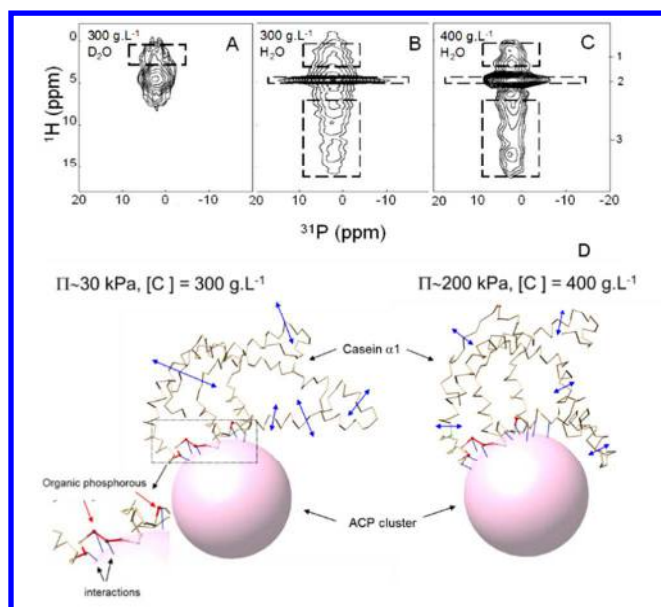 300 g.L⁻¹
D₂O
A
300 g.L⁻¹
H₂O
B
400 g.L⁻¹
H₂O
C
0
5
10
15
¹H (ppm)
1
2
3
20 10 0 -10 20 10 0 -10 20 10 0 -10 -20
³¹P (ppm)
D
Π~30 kPa, [C ] = 300 g.L⁻¹
Π~200 kPa, [C ] = 400 g.L⁻¹
Casein α1
Organic phosphorous
ACP cluster
interactions